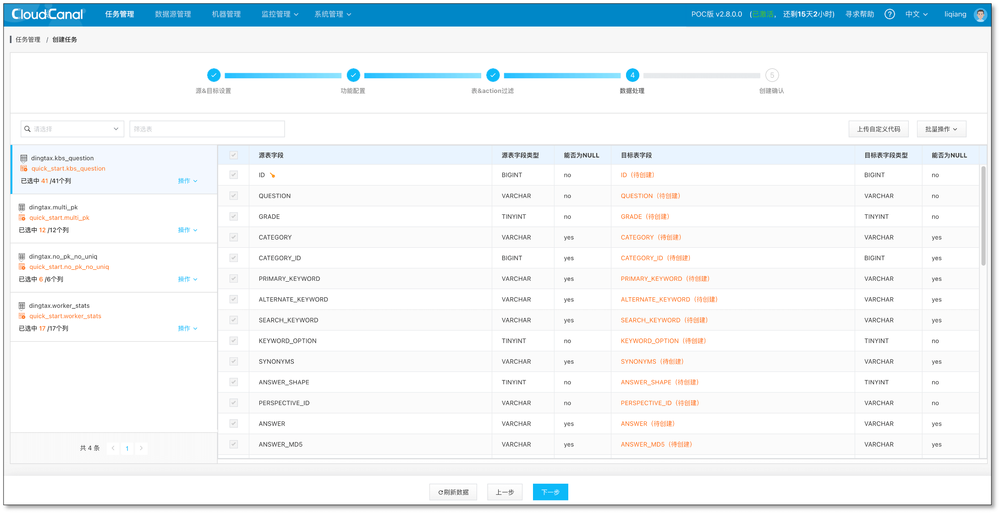 CloudCanal 任务管理 数据源管理 机器管理 监控管理 系统管理 POC版 v2.8.0.0 (已激活, 还剩15天2小时) 寻求帮助 ? 中文 liqiang
任务管理 / 创建任务
4 5
源&目标设置 功能配置 表&action过滤 数据处理 创建确认
请选择 筛选表 上传自定义代码 批量操作
dingtax.kbs_question
quick_start.kbs_question
已选中 41 /41个列 操作
dingtax.multi_pk
quick_start.multi_pk
已选中 12 /12个列 操作
dingtax.no_pk_no_uniq
quick_start.no_pk_no_uniq
已选中 6 /6个列 操作
dingtax.worker_stats
quick_start.worker_stats
已选中 17 /17个列 操作
共 4 条 1
源表字段 源表字段类型 能否为NULL 目标表字段 目标表字段类型 能否为NULL
ID BIGINT no ID（待创建） BIGINT no
QUESTION VARCHAR no QUESTION（待创建） VARCHAR no
GRADE TINYINT no GRADE（待创建） TINYINT no
CATEGORY VARCHAR yes CATEGORY（待创建） VARCHAR yes
CATEGORY_ID BIGINT yes CATEGORY_ID（待创建） BIGINT yes
PRIMARY_KEYWORD VARCHAR yes PRIMARY_KEYWORD（待创建） VARCHAR yes
ALTERNATE_KEYWORD VARCHAR yes ALTERNATE_KEYWORD（待创建） VARCHAR yes
SEARCH_KEYWORD VARCHAR yes SEARCH_KEYWORD（待创建） VARCHAR yes
KEYWORD_OPTION TINYINT no KEYWORD_OPTION（待创建） TINYINT no
SYNONYMS VARCHAR yes SYNONYMS（待创建） VARCHAR yes
ANSWER_SHAPE TINYINT no ANSWER_SHAPE（待创建） TINYINT no
PERSPECTIVE_ID VARCHAR no PERSPECTIVE_ID（待创建） VARCHAR no
ANSWER VARCHAR yes ANSWER（待创建） VARCHAR yes
ANSWER_MD5 VARCHAR yes ANSWER_MD5（待创建） VARCHAR yes
刷新数据 上一步 下一步